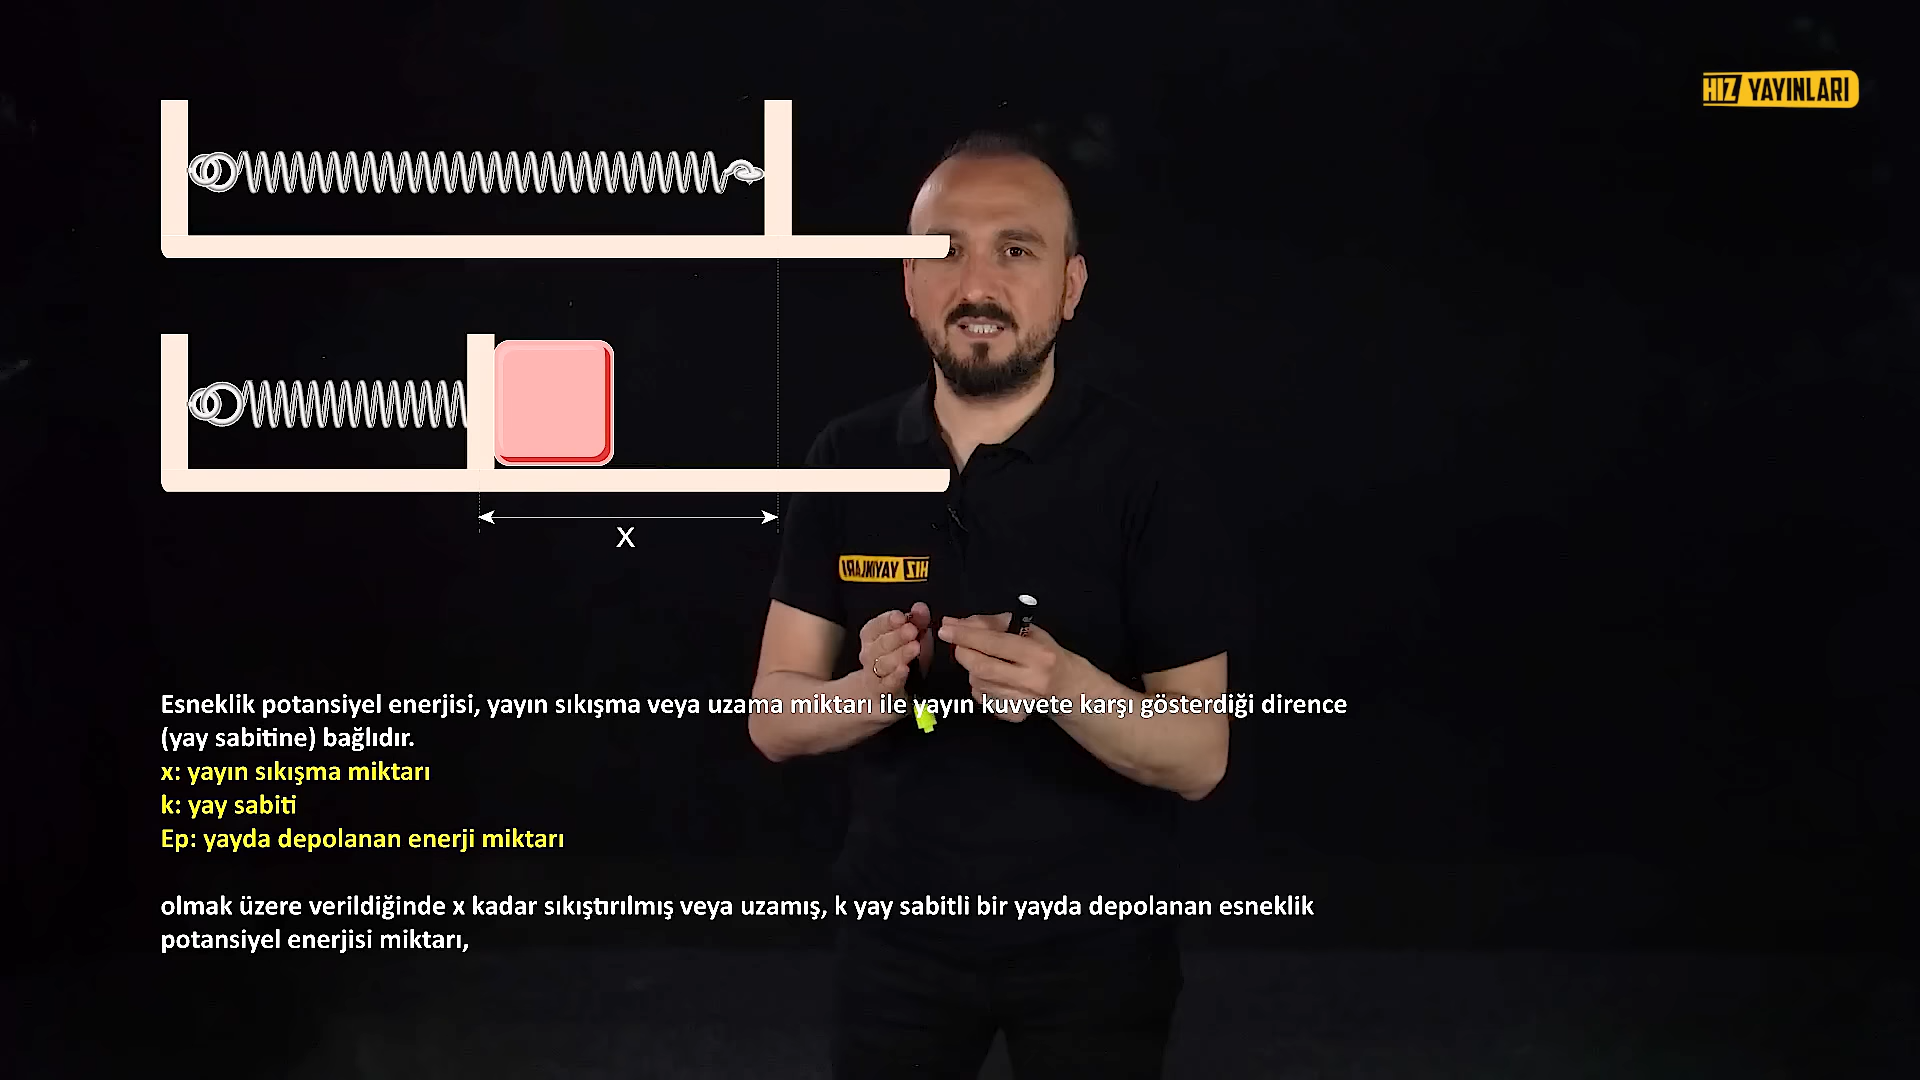 HIZ YAYINLARI
x
HIZ YAYINLARI
Esneklik potansiyel enerjisi, yayın sıkışma veya uzama miktarı ile yayın kuvvete karşı gösterdiği dirence
(yay sabitine) bağlıdır.
x: yayın sıkışma miktarı
k: yay sabiti
Ep: yayda depolanan enerji miktarı
olmak üzere verildiğinde x kadar sıkıştırılmış veya uzamış, k yay sabitli bir yayda depolanan esneklik
potansiyel enerjisi miktarı,